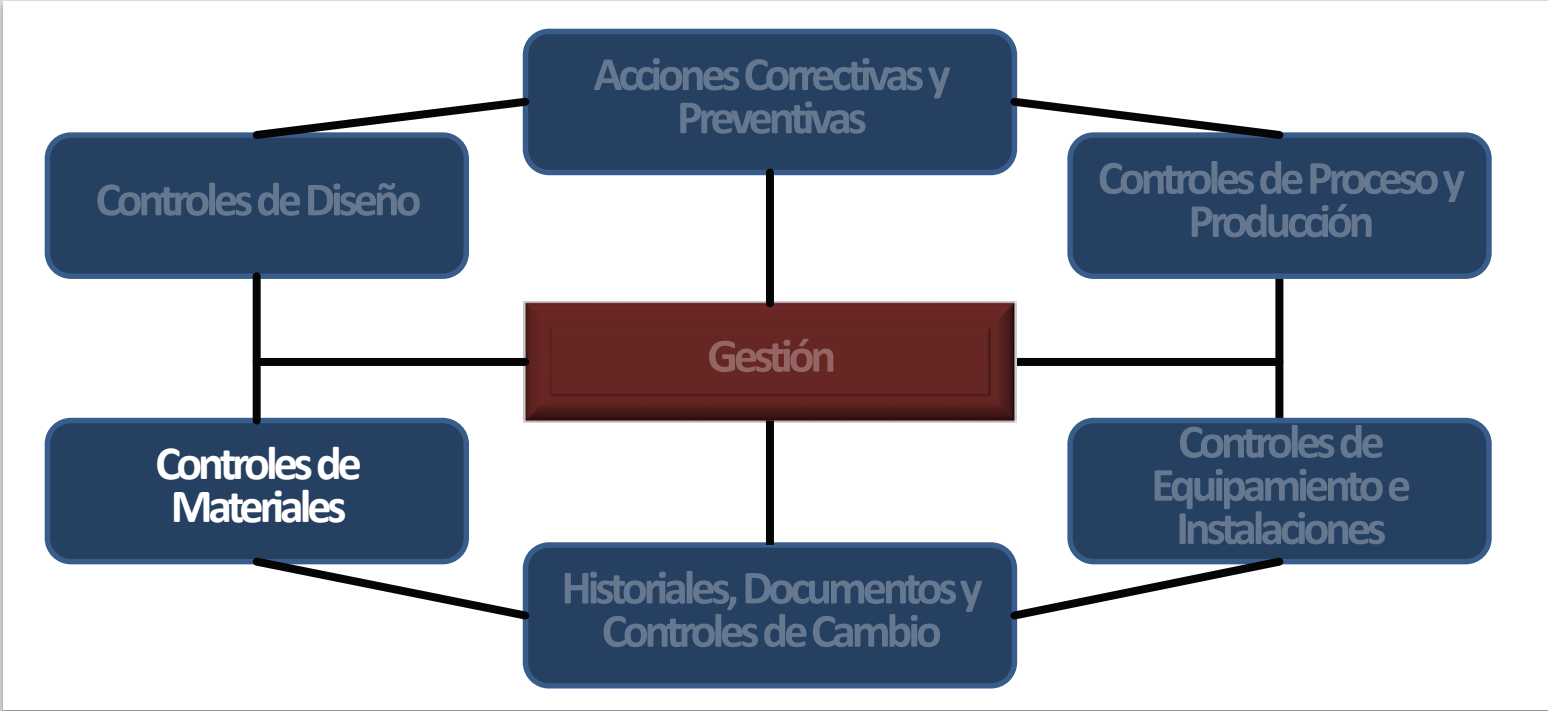 Acciones Correctivas y
Preventivas
Controles de Diseño
Controles de Proceso y
Producción
Gestión
Controles de
Materiales
Controles de
Equipamiento e
Instalaciones
Historiales, Documentos y
Controles de Cambio